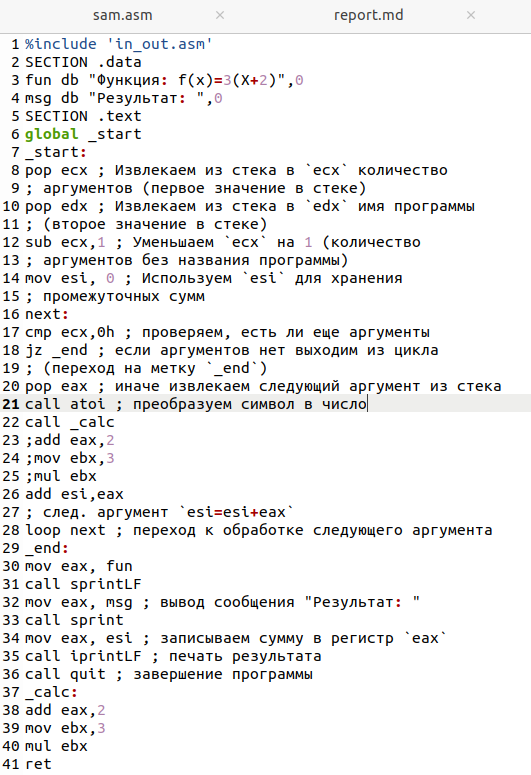 sam.asm × report.md ×
1 %include 'in_out.asm'
2 SECTION .data
3 fun db "Функция: f(x)=3(X+2)",0
4 msg db "Результат: ",0
5 SECTION .text
6 global _start
7 _start:
8 pop ecx ; Извлекаем из стека в `ecx` количество
9 ; аргументов (первое значение в стеке)
10 pop edx ; Извлекаем из стека в `edx` имя программы
11 ; (второе значение в стеке)
12 sub ecx,1 ; Уменьшаем `ecx` на 1 (количество
13 ; аргументов без названия программы)
14 mov esi, 0 ; Используем `esi` для хранения
15 ; промежуточных сумм
16 next:
17 cmp ecx,0h ; проверяем, есть ли еще аргументы
18 jz _end ; если аргументов нет выходим из цикла
19 ; (переход на метку `_end`)
20 pop eax ; иначе извлекаем следующий аргумент из стека
21 call atoi ; преобразуем символ в число
22 call _calc
23 ;add eax,2
24 ;mov ebx,3
25 ;mul ebx
26 add esi,eax
27 ; след. аргумент `esi=esi+eax`
28 loop next ; переход к обработке следующего аргумента
29 _end:
30 mov eax, fun
31 call sprintLF
32 mov eax, msg ; вывод сообщения "Результат: "
33 call sprint
34 mov eax, esi ; записываем сумму в регистр `eax`
35 call iprintLF ; печать результата
36 call quit ; завершение программы
37 _calc:
38 add eax,2
39 mov ebx,3
40 mul ebx
41 ret